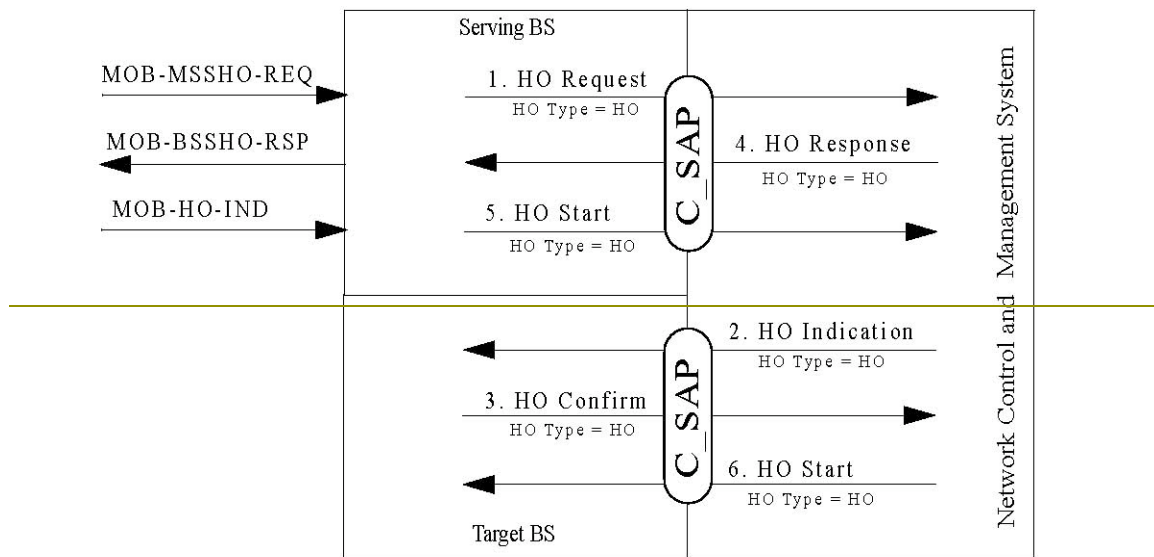 Serving BS
MOB-MSSHO-REQ
1. HO Request
HO Type = HO
MOB-BSSHO-RSP
4. HO Response
HO Type = HO
MOB-HO-IND
5. HO Start
HO Type = HO
C_SAP
Network Control and Management System
2. HO Indication
HO Type = HO
3. HO Confirm
HO Type = HO
6. HO Start
HO Type = HO
C_SAP
Target BS